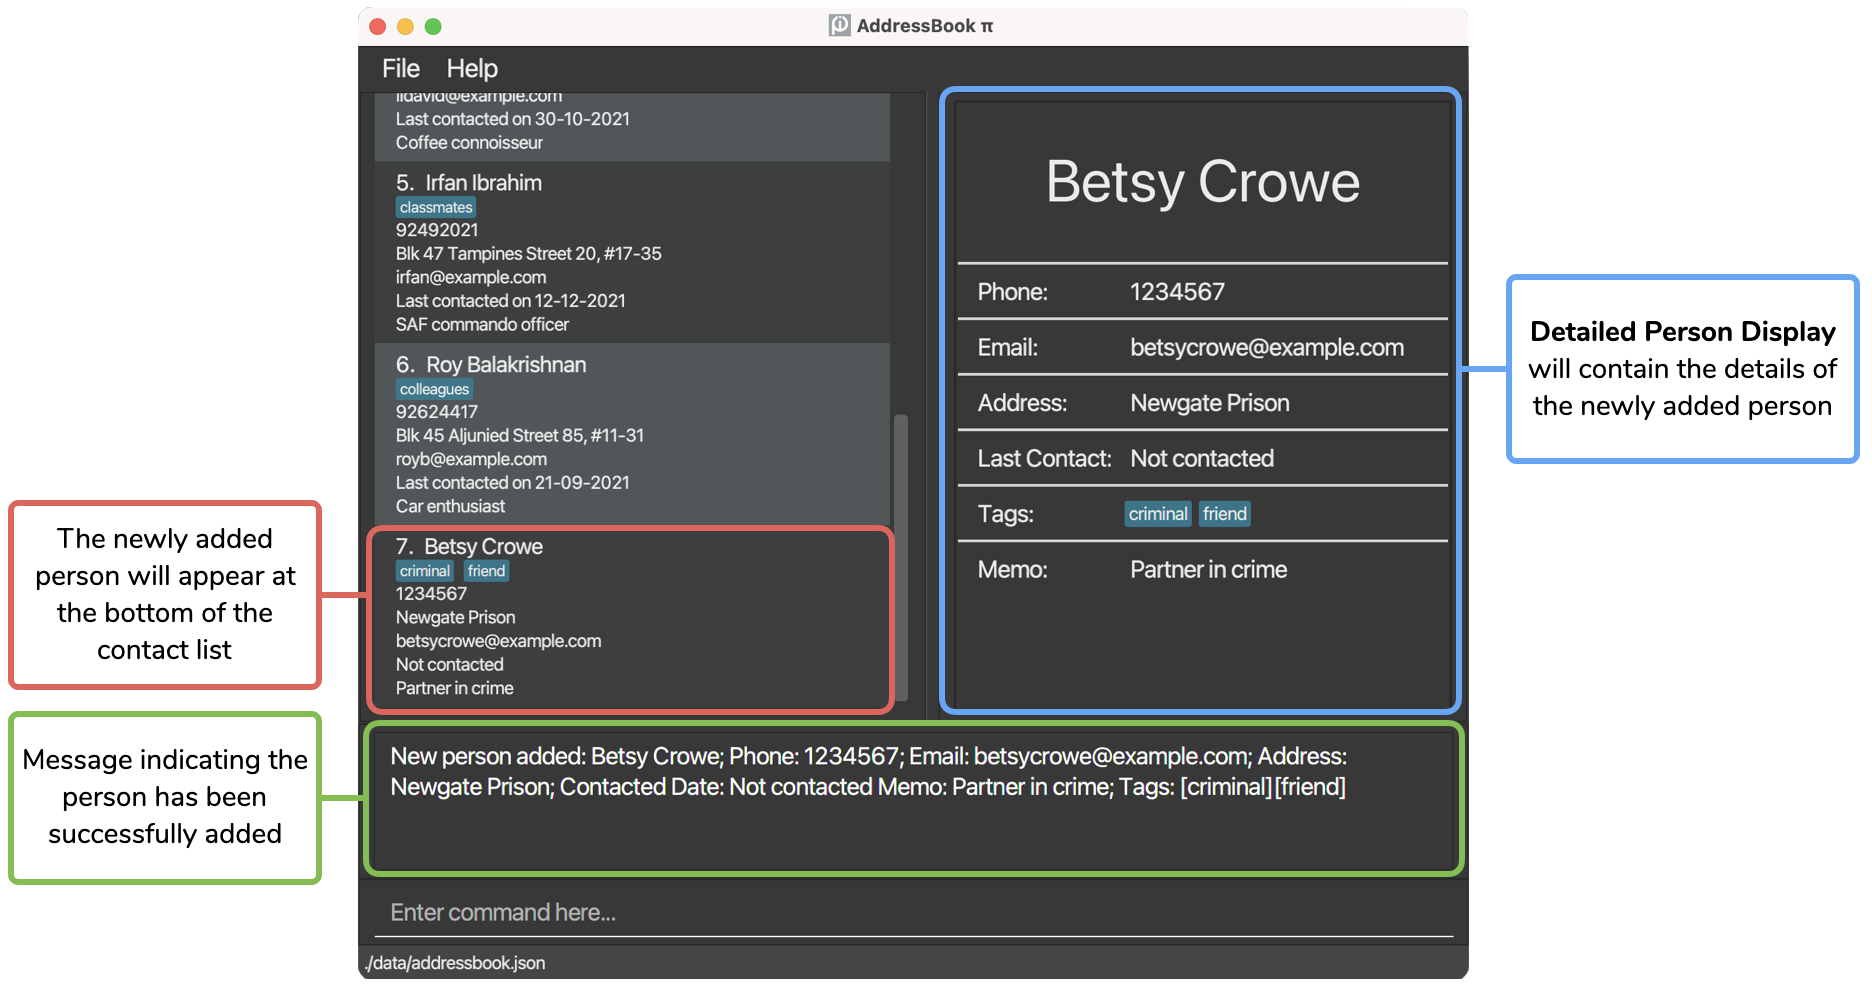 AddressBook π
File Help
Last contacted on 30-10-2021
Coffee connoisseur
5. Irfan Ibrahim
classmates
92492021
Blk 47 Tampines Street 20, #17-35
irfan@example.com
Last contacted on 12-12-2021
SAF commando officer
6. Roy Balakrishnan
colleagues
92624417
Blk 45 Aljunied Street 85, #11-31
royb@example.com
Last contacted on 21-09-2021
Car enthusiast
7. Betsy Crowe
criminal friend
1234567
Newgate Prison
betsycrowe@example.com
Not contacted
Partner in crime
Betsy Crowe
Phone: 1234567
Email: betsycrowe@example.com
Address: Newgate Prison
Last Contact: Not contacted
Tags: criminal friend
Memo: Partner in crime
Detailed Person Display
will contain the details of
the newly added person
The newly added
person will appear at
the bottom of the
contact list
Message indicating the
person has been
successfully added
New person added: Betsy Crowe; Phone: 1234567; Email: betsycrowe@example.com; Address:
Newgate Prison; Contacted Date: Not contacted Memo: Partner in crime; Tags: [criminal][friend]
Enter command here...
./data/addressbook.json